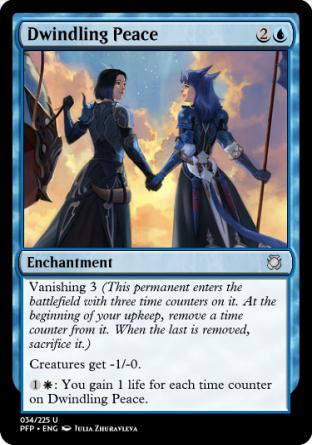 Dwindling Peace 2
Enchantment
Vanishing 3 (This permanent enters the
battlefield with three time counters on it. At the
beginning of your upkeep, remove a time
counter from it. When the last is removed,
sacrifice it.)
Creatures get -1/-0.
1: You gain 1 life for each time counter
on Dwindling Peace.
034/225 U
PFP • ENG Julia Zhuravleva